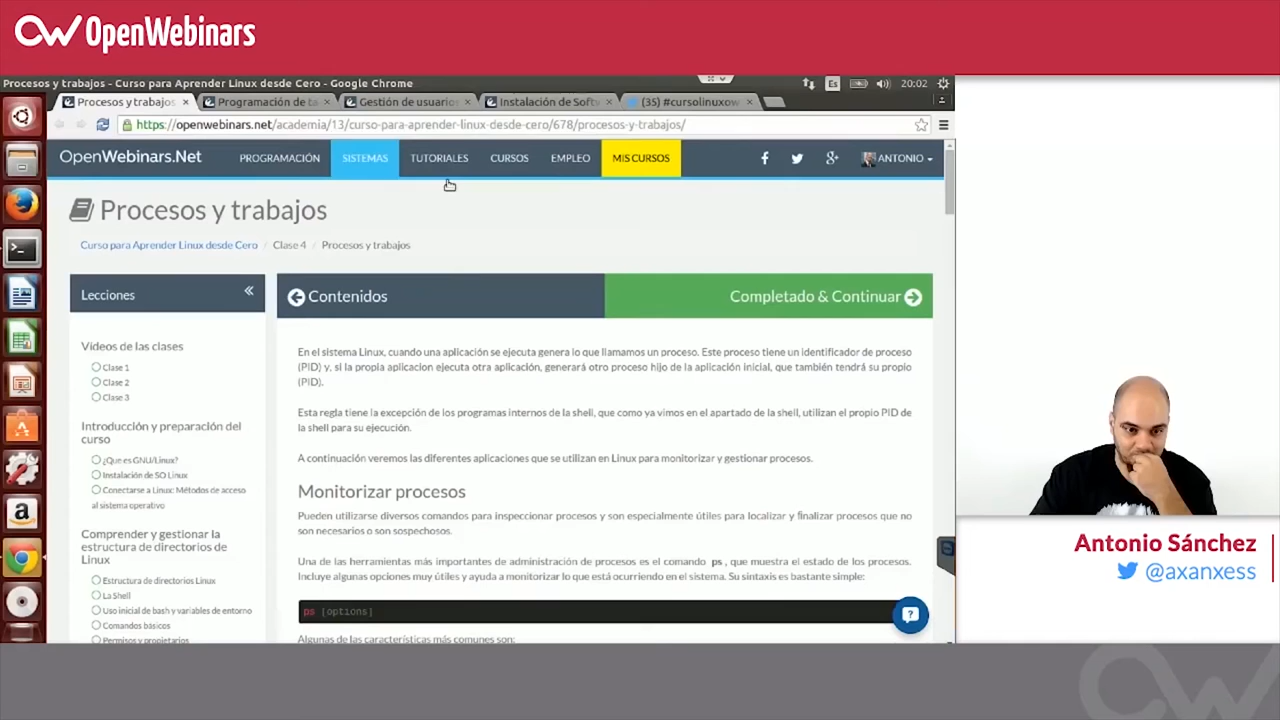 OpenWebinars
Procesos y trabajos - Curso para Aprender Linux desde Cero - Google Chrome
Es
20:02
Procesos y trabajos
Programación de ta
Gestión de usuario
Instalación de Softw
(35) #cursolinuxow
https://openwebinars.net/academia/13/curso-para-aprender-linux-desde-cero/678/procesos-y-trabajos/
OpenWebinars.Net
PROGRAMACIÓN
SISTEMAS
TUTORIALES
CURSOS
EMPLEO
MIS CURSOS
ANTONIO
Procesos y trabajos
Curso para Aprender Linux desde Cero / Clase 4 / Procesos y trabajos
Lecciones
Videos de las clases
Clase 1
Clase 2
Clase 3
Introducción y preparación del
curso
¿Que es GNU/Linux?
Instalación de SO Linux
Conectarse a Linux: Métodos de acceso
al sistema operativo
Comprender y gestionar la
estructura de directorios de
Linux
Estructura de directorios Linux
La Shell
Uso inicial de bash y variables de entorno
Comandos básicos
Permisos y propietarios
Contenidos
Completado & Continuar
En el sistema Linux, cuando una aplicación se ejecuta genera lo que llamamos un proceso. Este proceso tiene un identificador de proceso
(PID) y, si la propia aplicacion ejecuta otra aplicación, generará otro proceso hijo de la aplicación inicial, que también tendrá su propio
(PID).
Esta regla tiene la excepción de los programas internos de la shell, que como ya vimos en el apartado de la shell, utilizan el propio PID de
la shell para su ejecución.
A continuación veremos las diferentes aplicaciones que se utilizan en Linux para monitorizar y gestionar procesos.
Monitorizar procesos
Pueden utilizarse diversos comandos para inspeccionar procesos y son especialmente útiles para localizar y finalizar procesos que no
son necesarios o son sospechosos.
Una de las herramientas más importantes de administración de procesos es el comando ps , que muestra el estado de los procesos.
Incluye algunas opciones muy útiles y ayuda a monitorizar lo que está ocurriendo en el sistema. Su sintaxis es bastante simple:
ps [options]
Algunas de las características más comunes son:
Antonio Sánchez
@axanxess